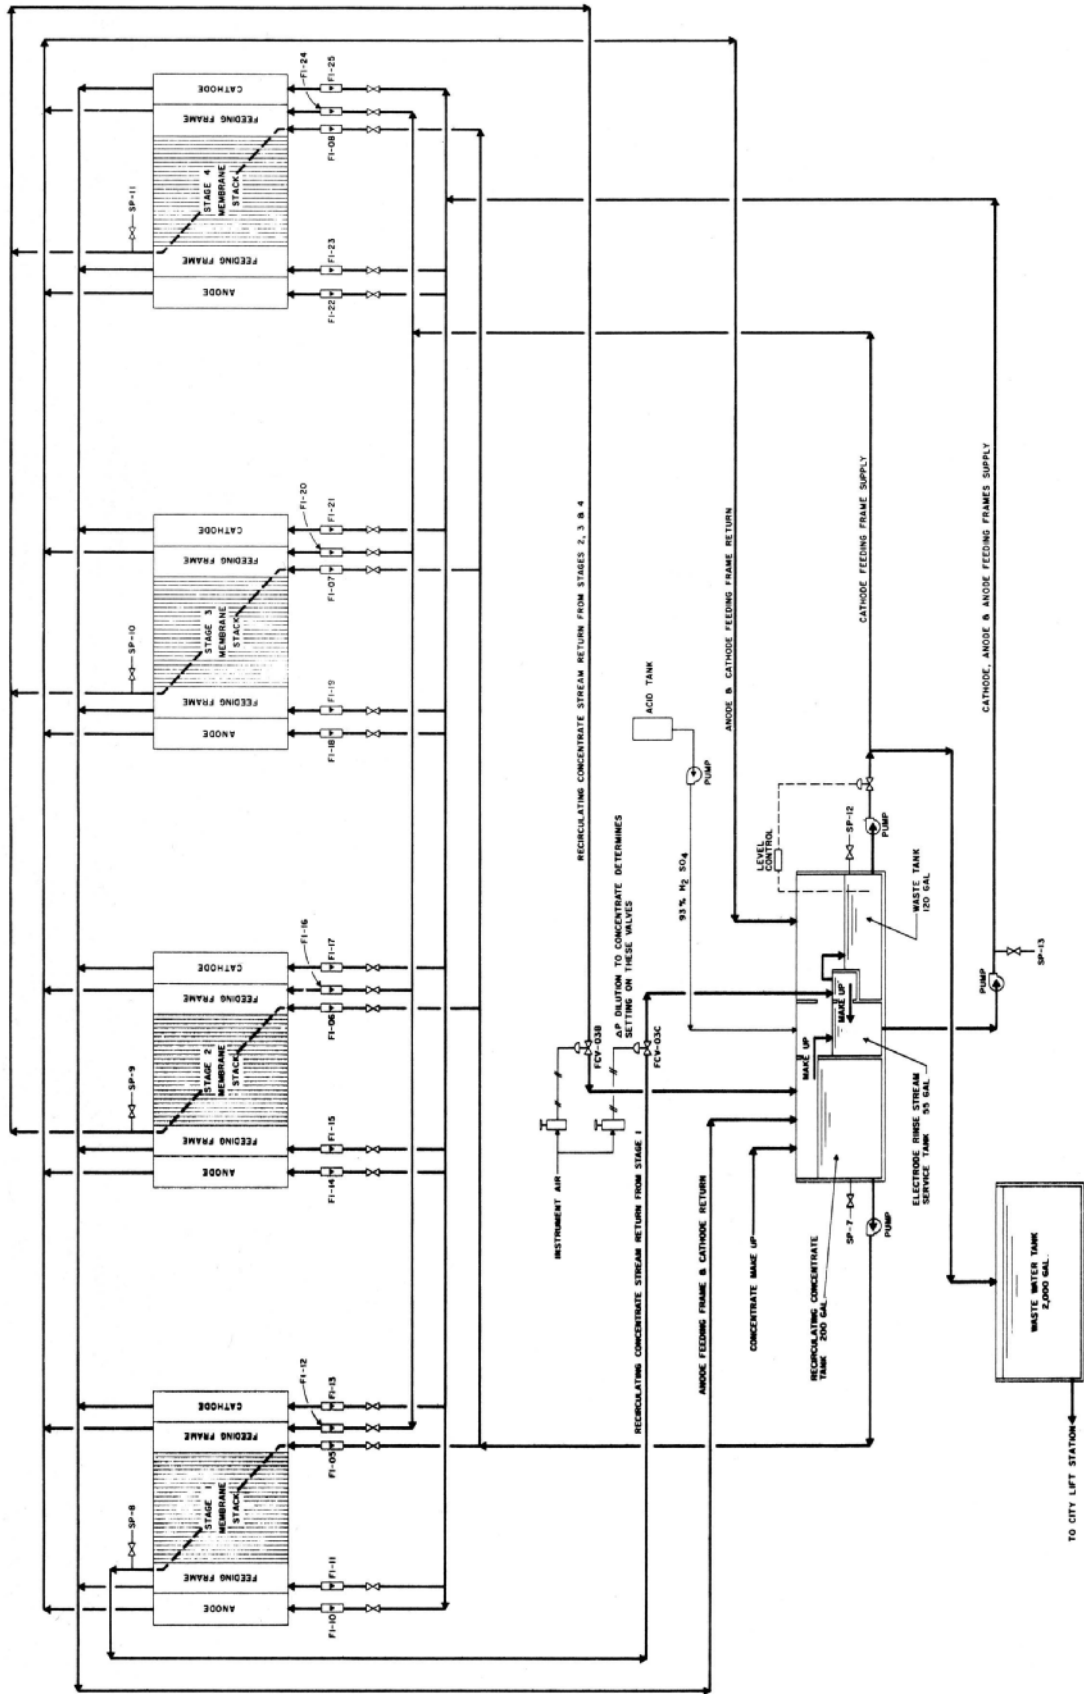 FI-24
FI-25
CATHODE
FEEDING FRAME
FI-08
STAGE 4
MEMBRANE
STACK
SP-11
FEEDING FRAME
FI-23
ANODE
FI-22
FI-20
FI-21
CATHODE
FEEDING FRAME
FI-07
STAGE 3
MEMBRANE
STACK
SP-10
FEEDING FRAME
FI-19
ANODE
FI-18
FI-16
FI-17
CATHODE
FEEDING FRAME
FI-06
STAGE 2
MEMBRANE
STACK
SP-9
FEEDING FRAME
FI-15
ANODE
FI-14
FI-12
FI-13
CATHODE
FEEDING FRAME
FI-05
STAGE 1
MEMBRANE
STACK
SP-8
FEEDING FRAME
FI-11
ANODE
FI-10
RECIRCULATING CONCENTRATE STREAM RETURN FROM STAGES 2, 3 & 4
ANODE & CATHODE FEEDING FRAME RETURN
CATHODE FEEDING FRAME SUPPLY
CATHODE, ANODE & ANODE FEEDING FRAMES SUPPLY
ACID TANK
PUMP
93% H2 SO4
ΔP DILUTION TO CONCENTRATE DETERMINES
SETTING ON THESE VALVES
FCV-03B
FCV-03C
INSTRUMENT AIR
RECIRCULATING CONCENTRATE STREAM RETURN FROM STAGE 1
ANODE FEEDING FRAME & CATHODE RETURN
CONCENTRATE MAKE UP
LEVEL
CONTROL
SP-12
PUMP
WASTE TANK
120 GAL
MAKE UP
MAKE UP
ELECTRODE RINSE STREAM
SERVICE TANK 55 GAL
SP-7
PUMP
RECIRCULATING CONCENTRATE
TANK 200 GAL
PUMP
SP-13
WASTE WATER TANK
2,000 GAL.
TO CITY LIFT STATION